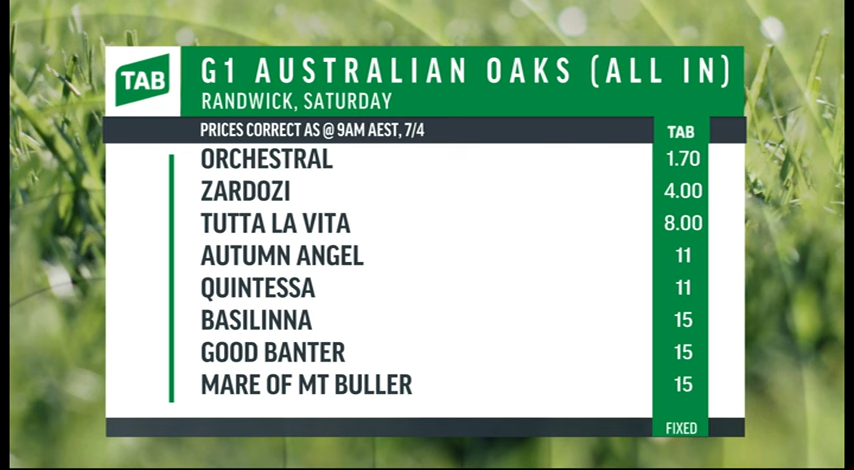 TAB
G1 AUSTRALIAN OAKS (ALL IN)
RANDWICK, SATURDAY
PRICES CORRECT AS @ 9AM AEST, 7/4 TAB
ORCHESTRAL 1.70
ZARDOZI 4.00
TUTTA LA VITA 8.00
AUTUMN ANGEL 11
QUINTESSA 11
BASILINNA 15
GOOD BANTER 15
MARE OF MT BULLER 15
FIXED